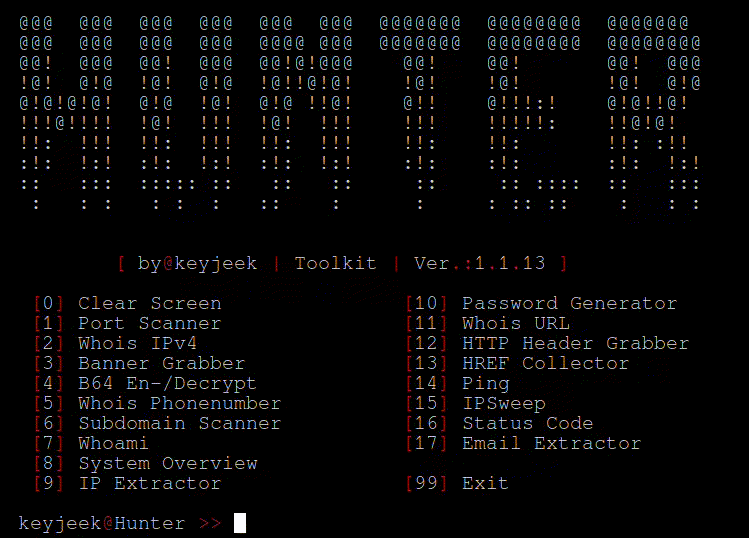 HUNTER
[ by@keyjeek | Toolkit | Ver.:1.1.13 ]
[0] Clear Screen [10] Password Generator
[1] Port Scanner [11] Whois URL
[2] Whois IPv4 [12] HTTP Header Grabber
[3] Banner Grabber [13] HREF Collector
[4] B64 En-/Decrypt [14] Ping
[5] Whois Phonenumber [15] IPSweep
[6] Subdomain Scanner [16] Status Code
[7] Whoami [17] Email Extractor
[8] System Overview
[9] IP Extractor [99] Exit
keyjeek@Hunter >>